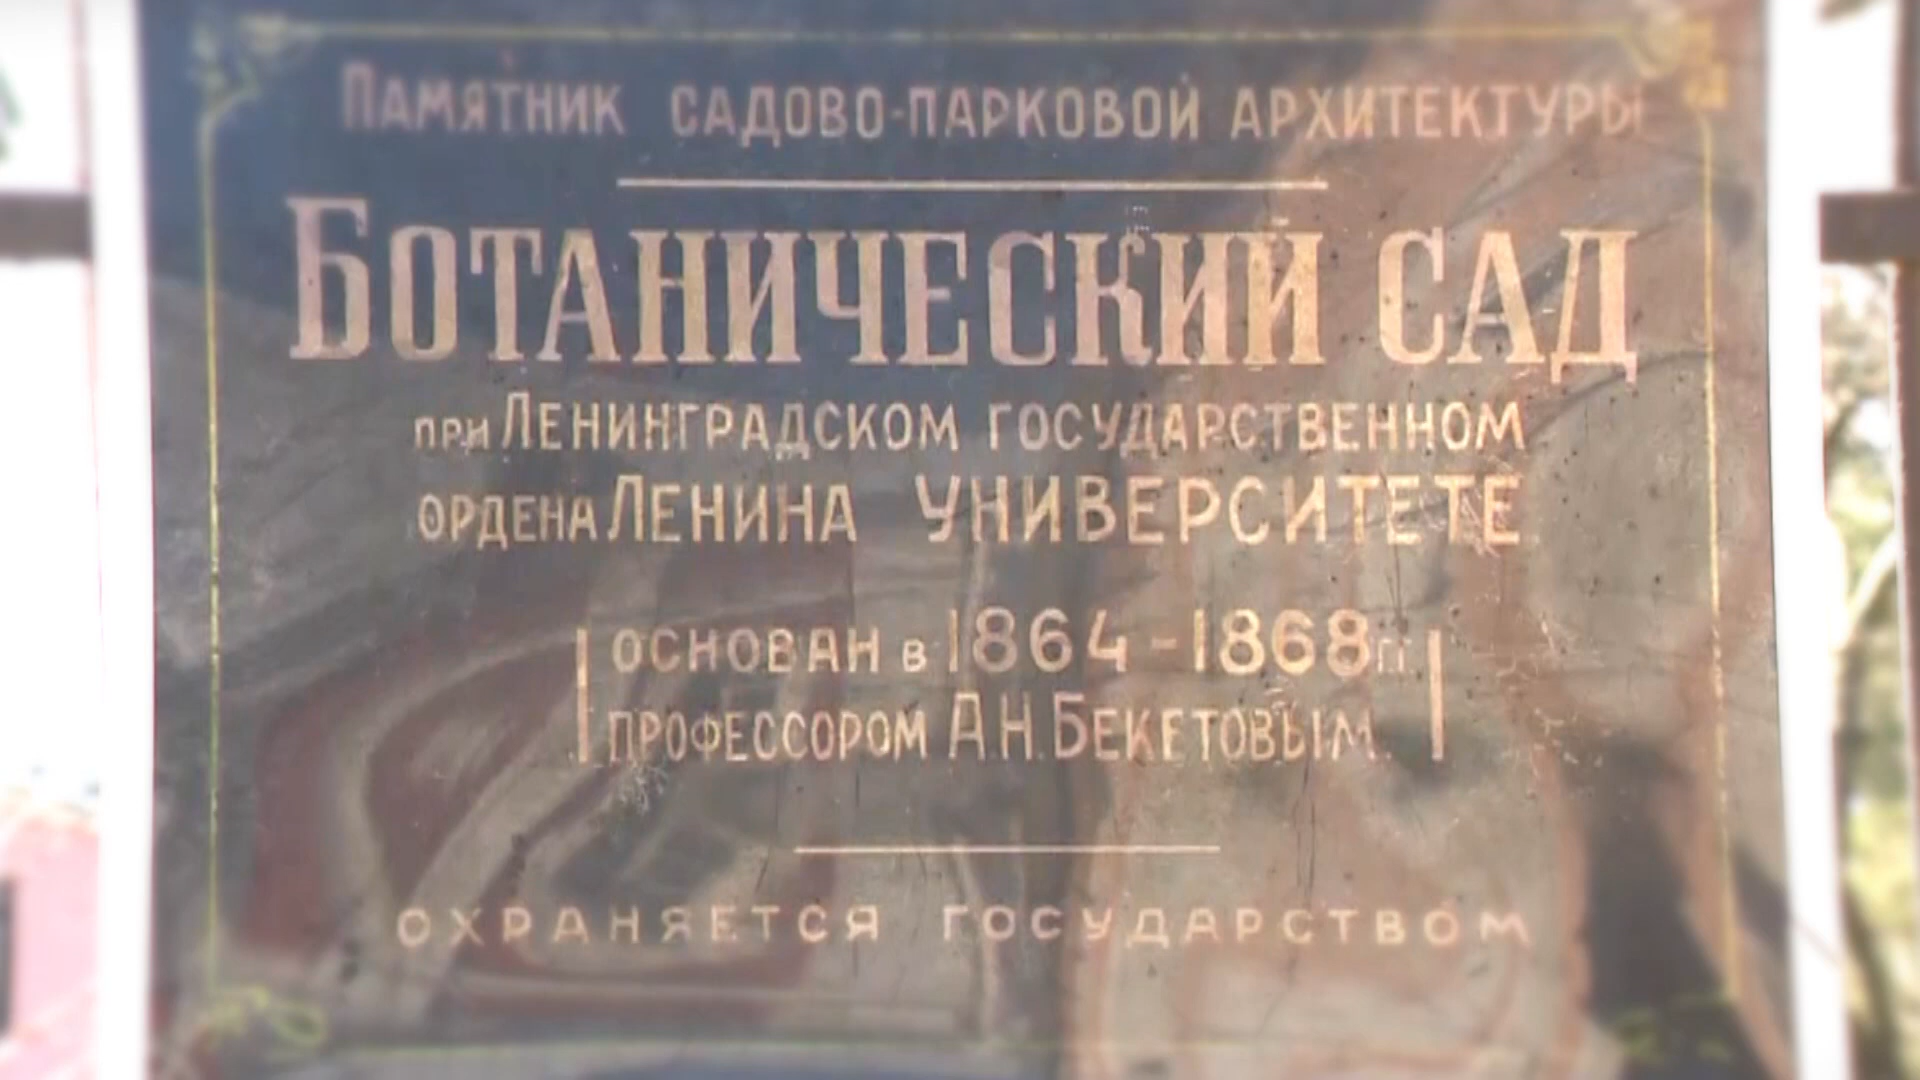 Памятник садово-парковой архитектуры
Ботанический сад
при Ленинградском государственном
ордена Ленина университете
основан в 1864-1868 гг.
профессором А.Н.Бекетовым.
охраняется государством